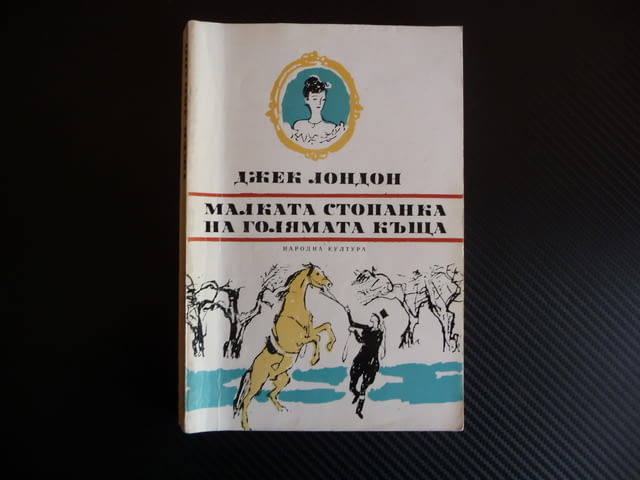 ДЖЕК ЛОНДОН
МАЛКАТА СТОПАНКА
НА ГОЛЯМАТА КЪЩА
НАРОДНА КУЛТУРА